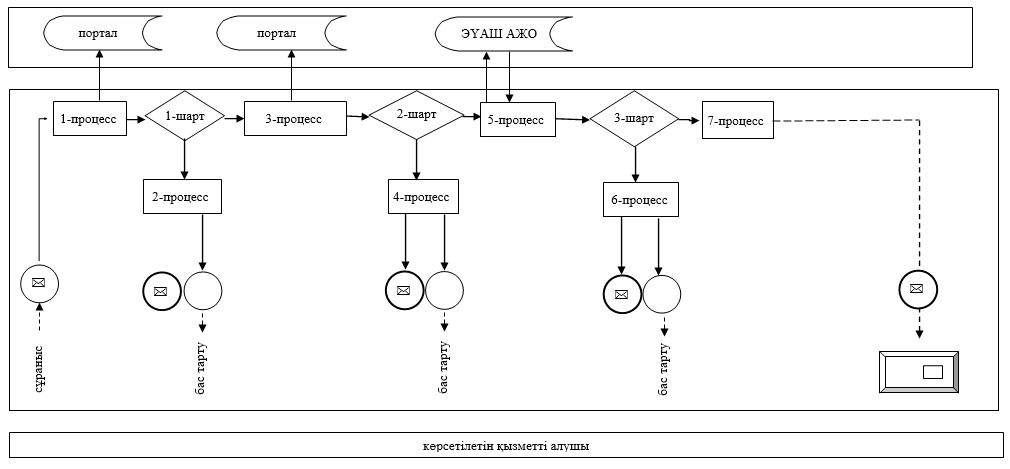 портал
портал
ЭҮАШ АЖО
1-процесс
1-шарт
3-процесс
2-шарт
5-процесс
3-шарт
7-процесс
2-процесс
4-процесс
6-процесс
сұраныс
бас тарту
бас тарту
бас тарту
көрсетілетін қызметті алушы